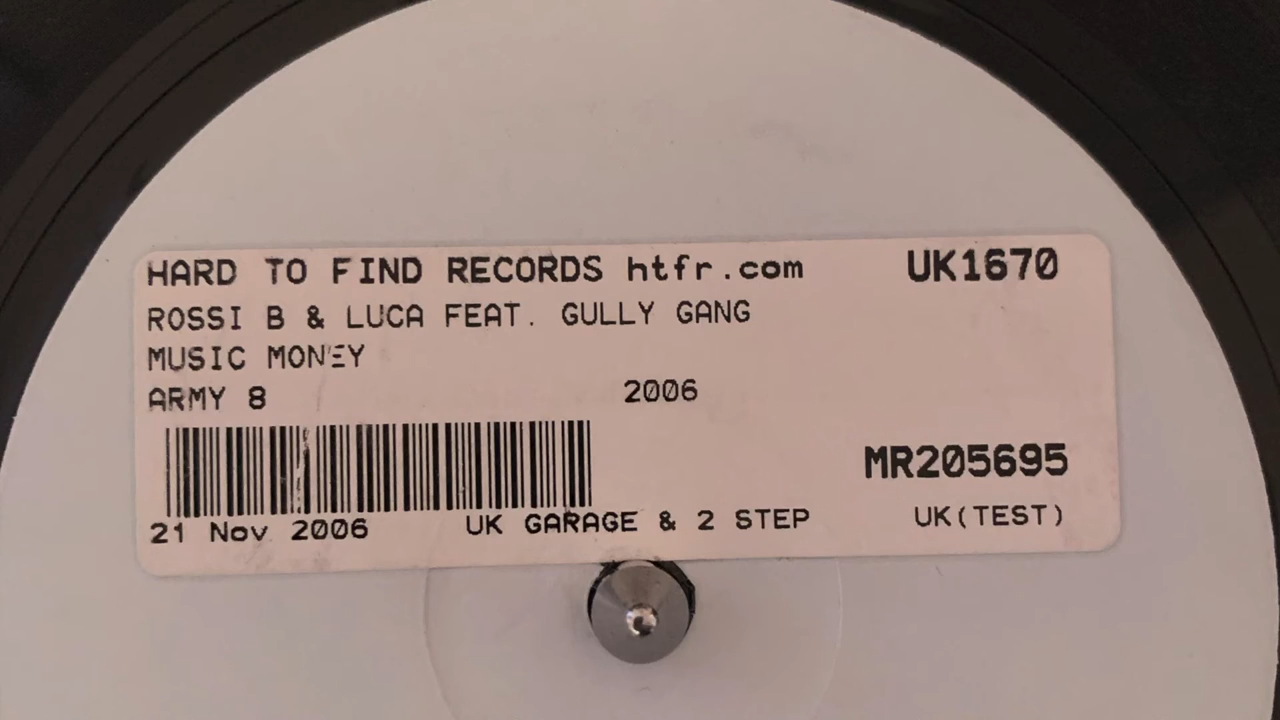 HARD TO FIND RECORDS htfr.com UK1670
ROSSI B & LUCA FEAT. GULLY GANG
MUSIC MONEY
ARMY 8 2006
MR205695
21 Nov 2006 UK GARAGE & 2 STEP UK(TEST)